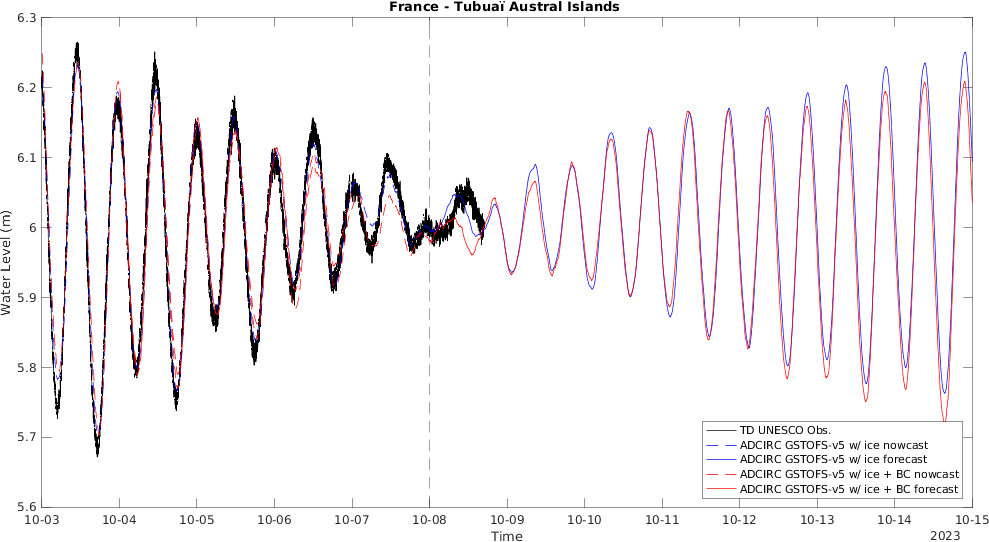 France - Tubuaï Austral Islands
6.3
6.2
6.1
6
5.9
5.8
5.7
5.6
Water Level (m)
10-03 10-04 10-05 10-06 10-07 10-08 10-09 10-10 10-11 10-12 10-13 10-14 10-15
Time
2023
TD UNESCO Obs.
ADCIRC GSTOFS-v5 w/ ice nowcast
ADCIRC GSTOFS-v5 w/ ice forecast
ADCIRC GSTOFS-v5 w/ ice + BC nowcast
ADCIRC GSTOFS-v5 w/ ice + BC forecast